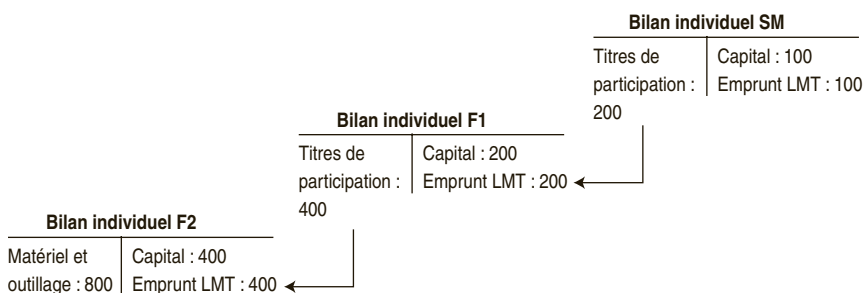 Bilan individuel SM
Titres de
participation :
200
Capital : 100
Emprunt LMT : 100
Bilan individuel F1
Titres de
participation :
400
Capital : 200
Emprunt LMT : 200
Bilan individuel F2
Matériel et
outillage : 800
Capital : 400
Emprunt LMT : 400